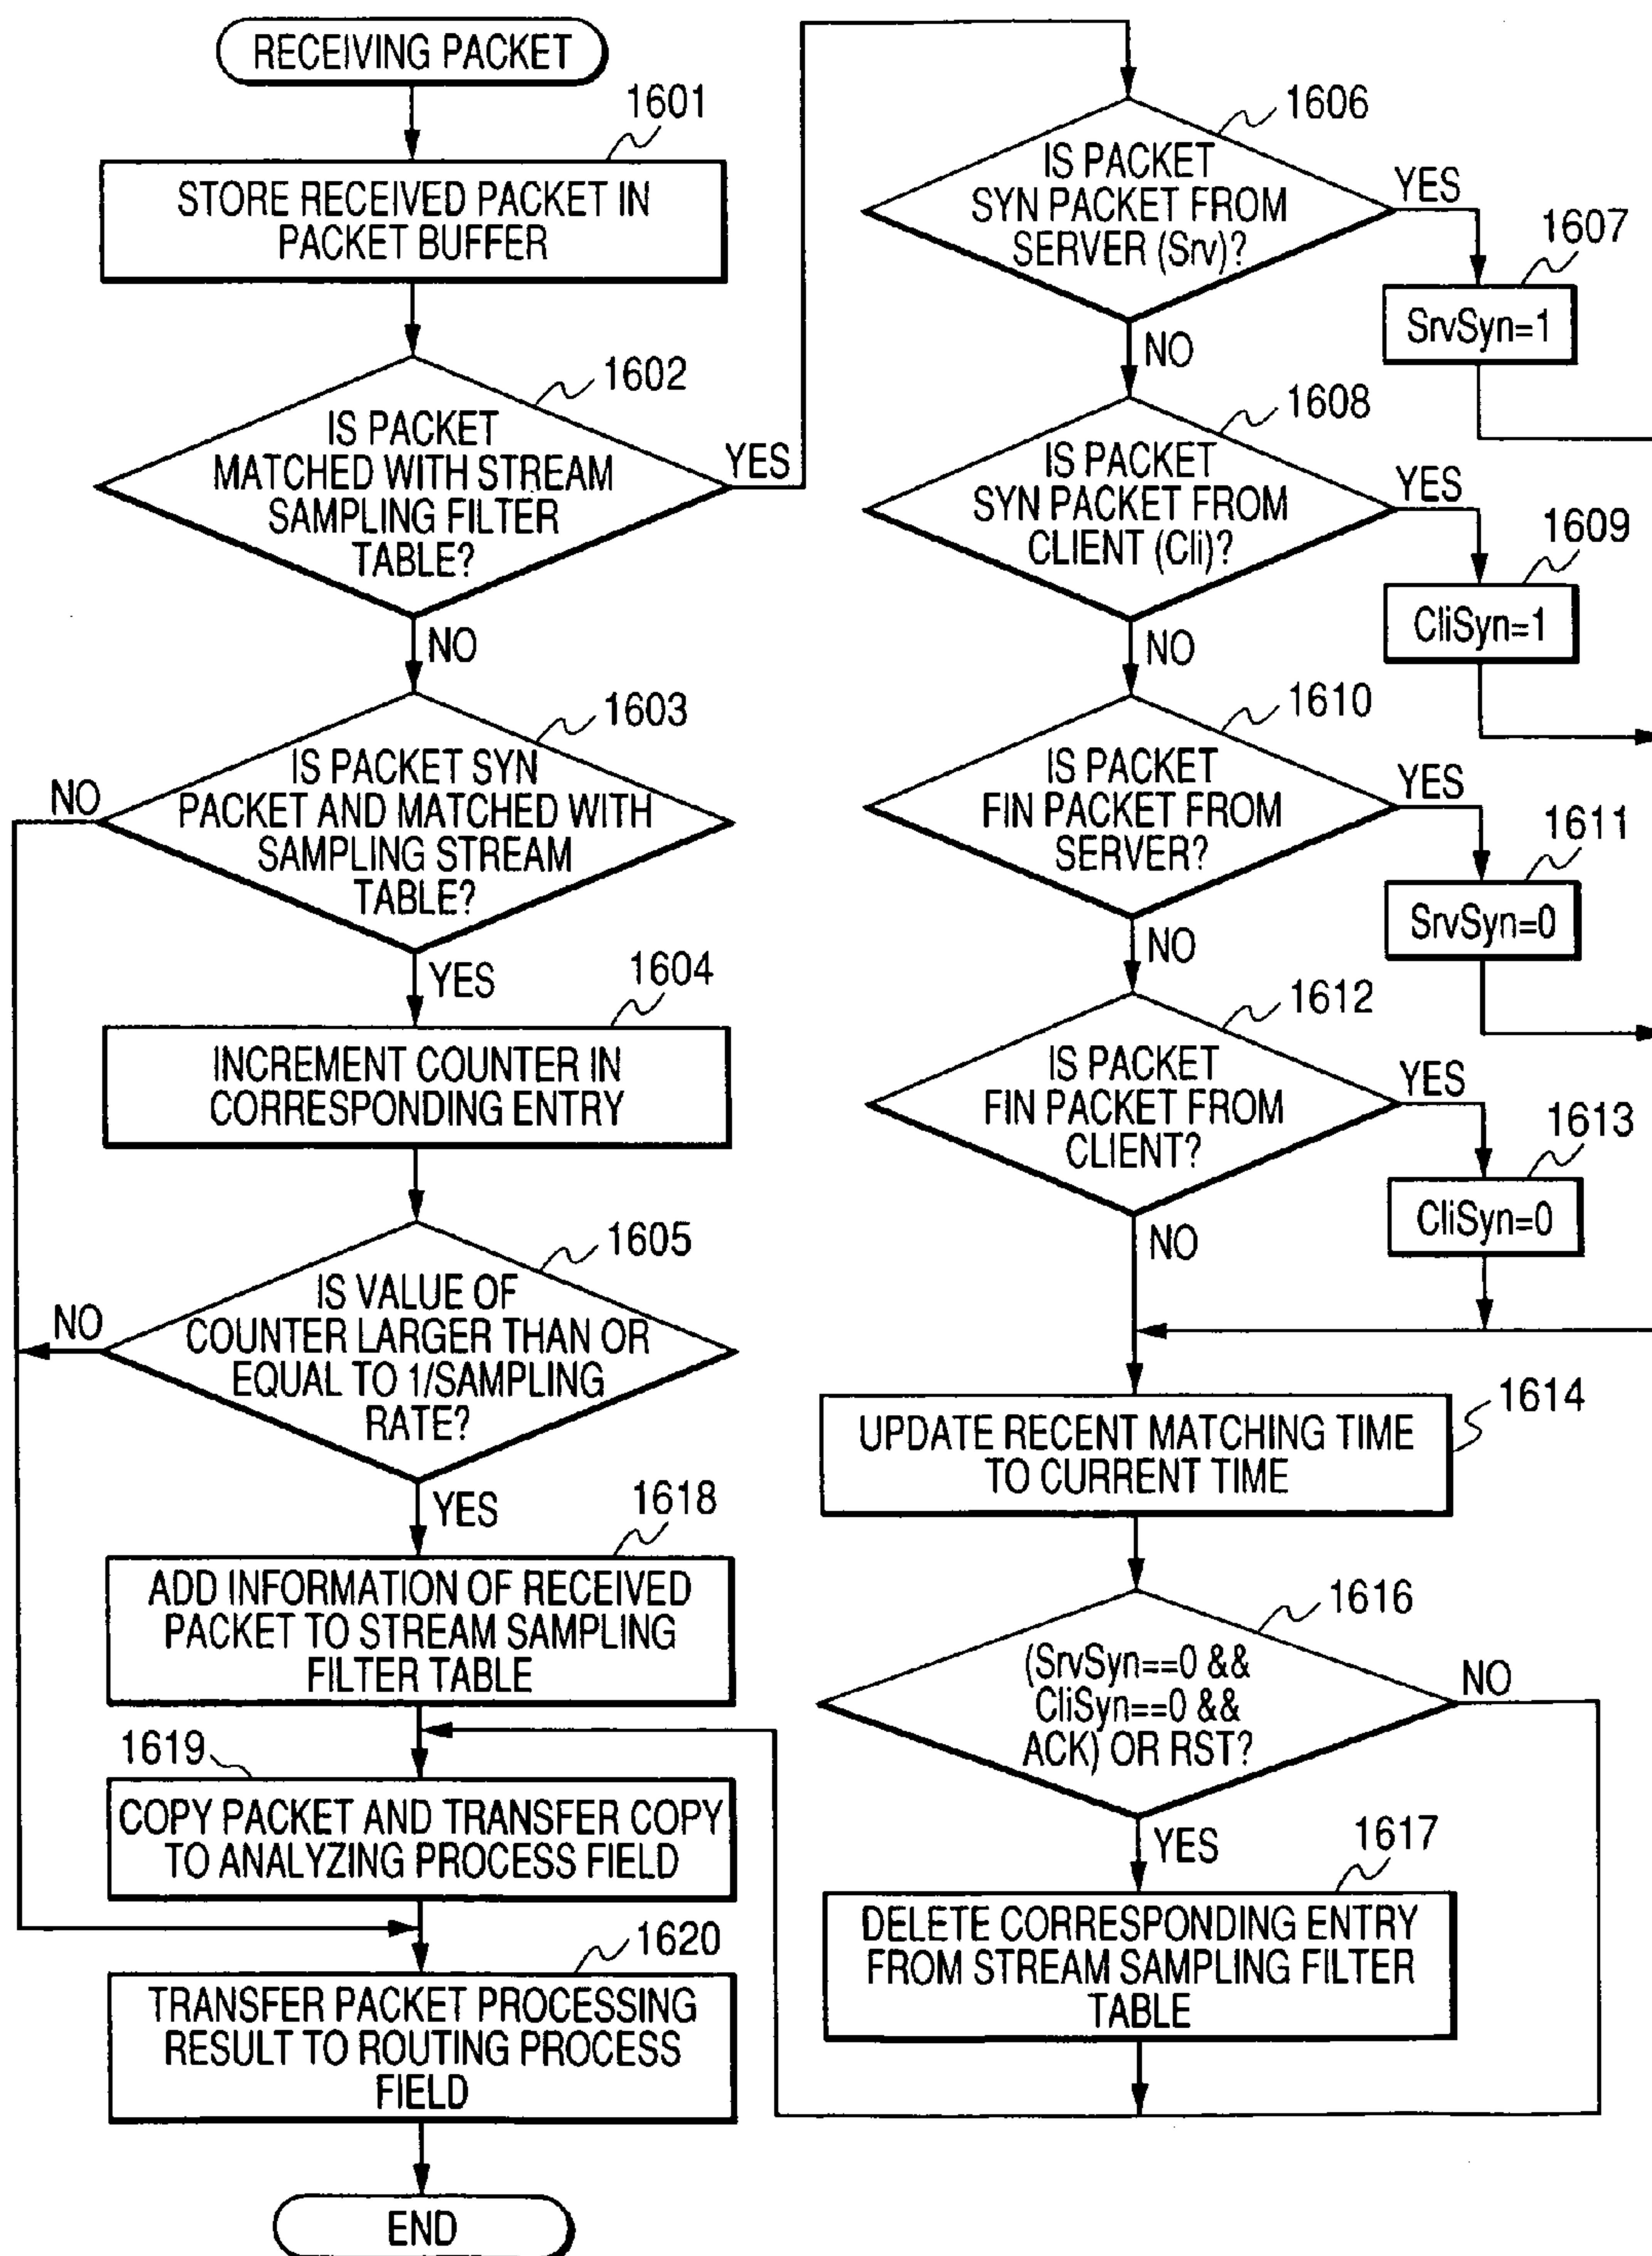 RECEIVING PACKET
1601
STORE RECEIVED PACKET IN
PACKET BUFFER
1602
IS PACKET
MATCHED WITH STREAM
SAMPLING FILTER
TABLE?
YES
NO
1603
IS PACKET SYN
PACKET AND MATCHED WITH
SAMPLING STREAM
TABLE?
NO
YES
1604
INCREMENT COUNTER IN
CORRESPONDING ENTRY
1605
IS VALUE OF
COUNTER LARGER THAN OR
EQUAL TO 1/SAMPLING
RATE?
NO
YES
1618
ADD INFORMATION OF RECEIVED
PACKET TO STREAM SAMPLING
FILTER TABLE
1619
COPY PACKET AND TRANSFER COPY
TO ANALYZING PROCESS FIELD
1620
TRANSFER PACKET PROCESSING
RESULT TO ROUTING PROCESS
FIELD
END
1606
IS PACKET
SYN PACKET FROM
SERVER (Srv)?
YES
1607
SrvSyn=1
NO
1608
IS PACKET
SYN PACKET FROM
CLIENT (Cli)?
YES
1609
CliSyn=1
NO
1610
IS PACKET
FIN PACKET FROM
SERVER?
YES
1611
SrvSyn=0
NO
1612
IS PACKET
FIN PACKET FROM
CLIENT?
YES
1613
CliSyn=0
NO
1614
UPDATE RECENT MATCHING TIME
TO CURRENT TIME
1616
(SrvSyn==0 &&
CliSyn==0 &&
ACK) OR RST?
NO
YES
1617
DELETE CORRESPONDING ENTRY
FROM STREAM SAMPLING FILTER
TABLE